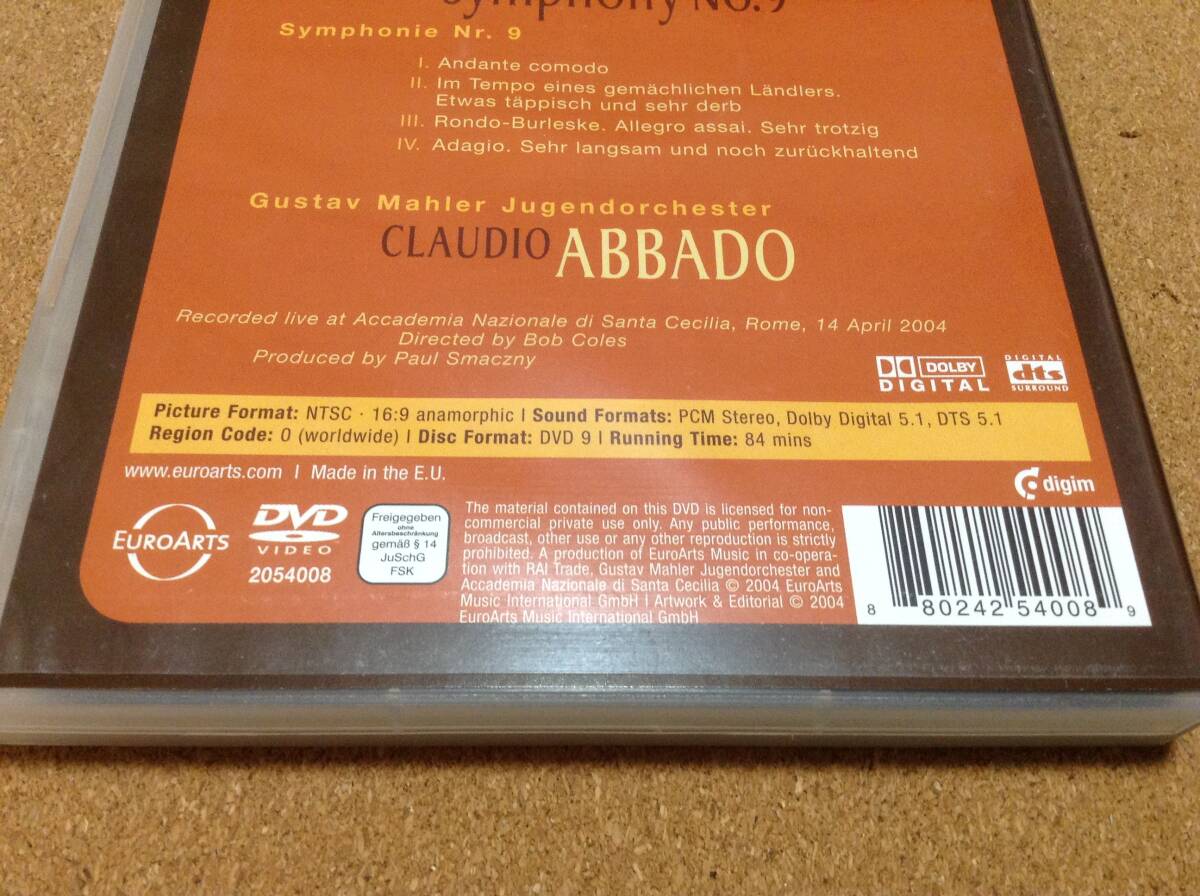 Symphony No. 9
Symphonie Nr. 9
I. Andante comodo
II. Im Tempo eines gemächlichen Ländlers.
Etwas täppisch und sehr derb
III. Rondo-Burleske. Allegro assai. Sehr trotzig
IV. Adagio. Sehr langsam und noch zurückhaltend
Gustav Mahler Jugendorchester
CLAUDIO ABBADO
Recorded live at Accademia Nazionale di Santa Cecilia, Rome, 14 April 2004
Directed by Bob Coles
Produced by Paul Smaczny
DOLBY
DIGITAL
DIGITAL
dts
SURROUND
Picture Format: NTSC · 16:9 anamorphic | Sound Formats: PCM Stereo, Dolby Digital 5.1, DTS 5.1
Region Code: 0 (worldwide) | Disc Format: DVD 9 | Running Time: 84 mins
www.euroarts.com | Made in the E.U.
digim
EUROARTS
DVD
VIDEO
2054008
Freigegeben
ohne
Altersbeschränkung
gemäß § 14
JuSchG
FSK
The material contained on this DVD is licensed for non-
commercial private use only. Any public performance,
broadcast, other use or any other reproduction is strictly
prohibited. A production of EuroArts Music in co-opera-
tion with RAI Trade, Gustav Mahler Jugendorchester and
Accademia Nazionale di Santa Cecilia © 2004 EuroArts
Music International GmbH | Artwork & Editorial © 2004
EuroArts Music International GmbH
8 80242 54008 9